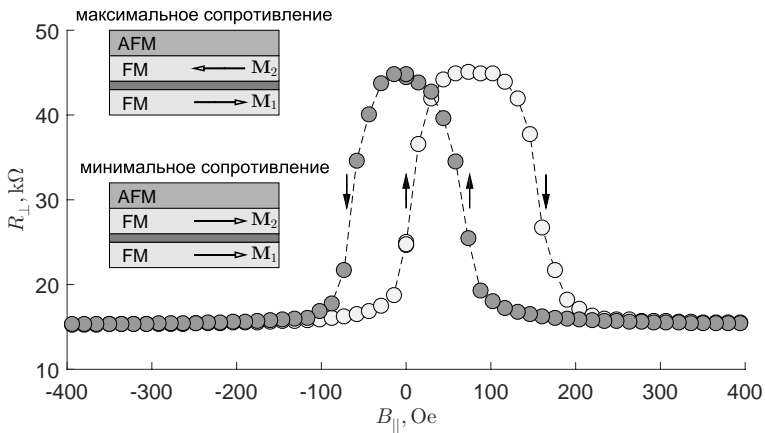 максимальное сопротивление
AFM
FM M₂
FM M₁
минимальное сопротивление
AFM
FM M₂
FM M₁
R⊥, kΩ
50
40
30
20
10
-400 -300 -200 -100 0 100 200 300 400
B||, Oe